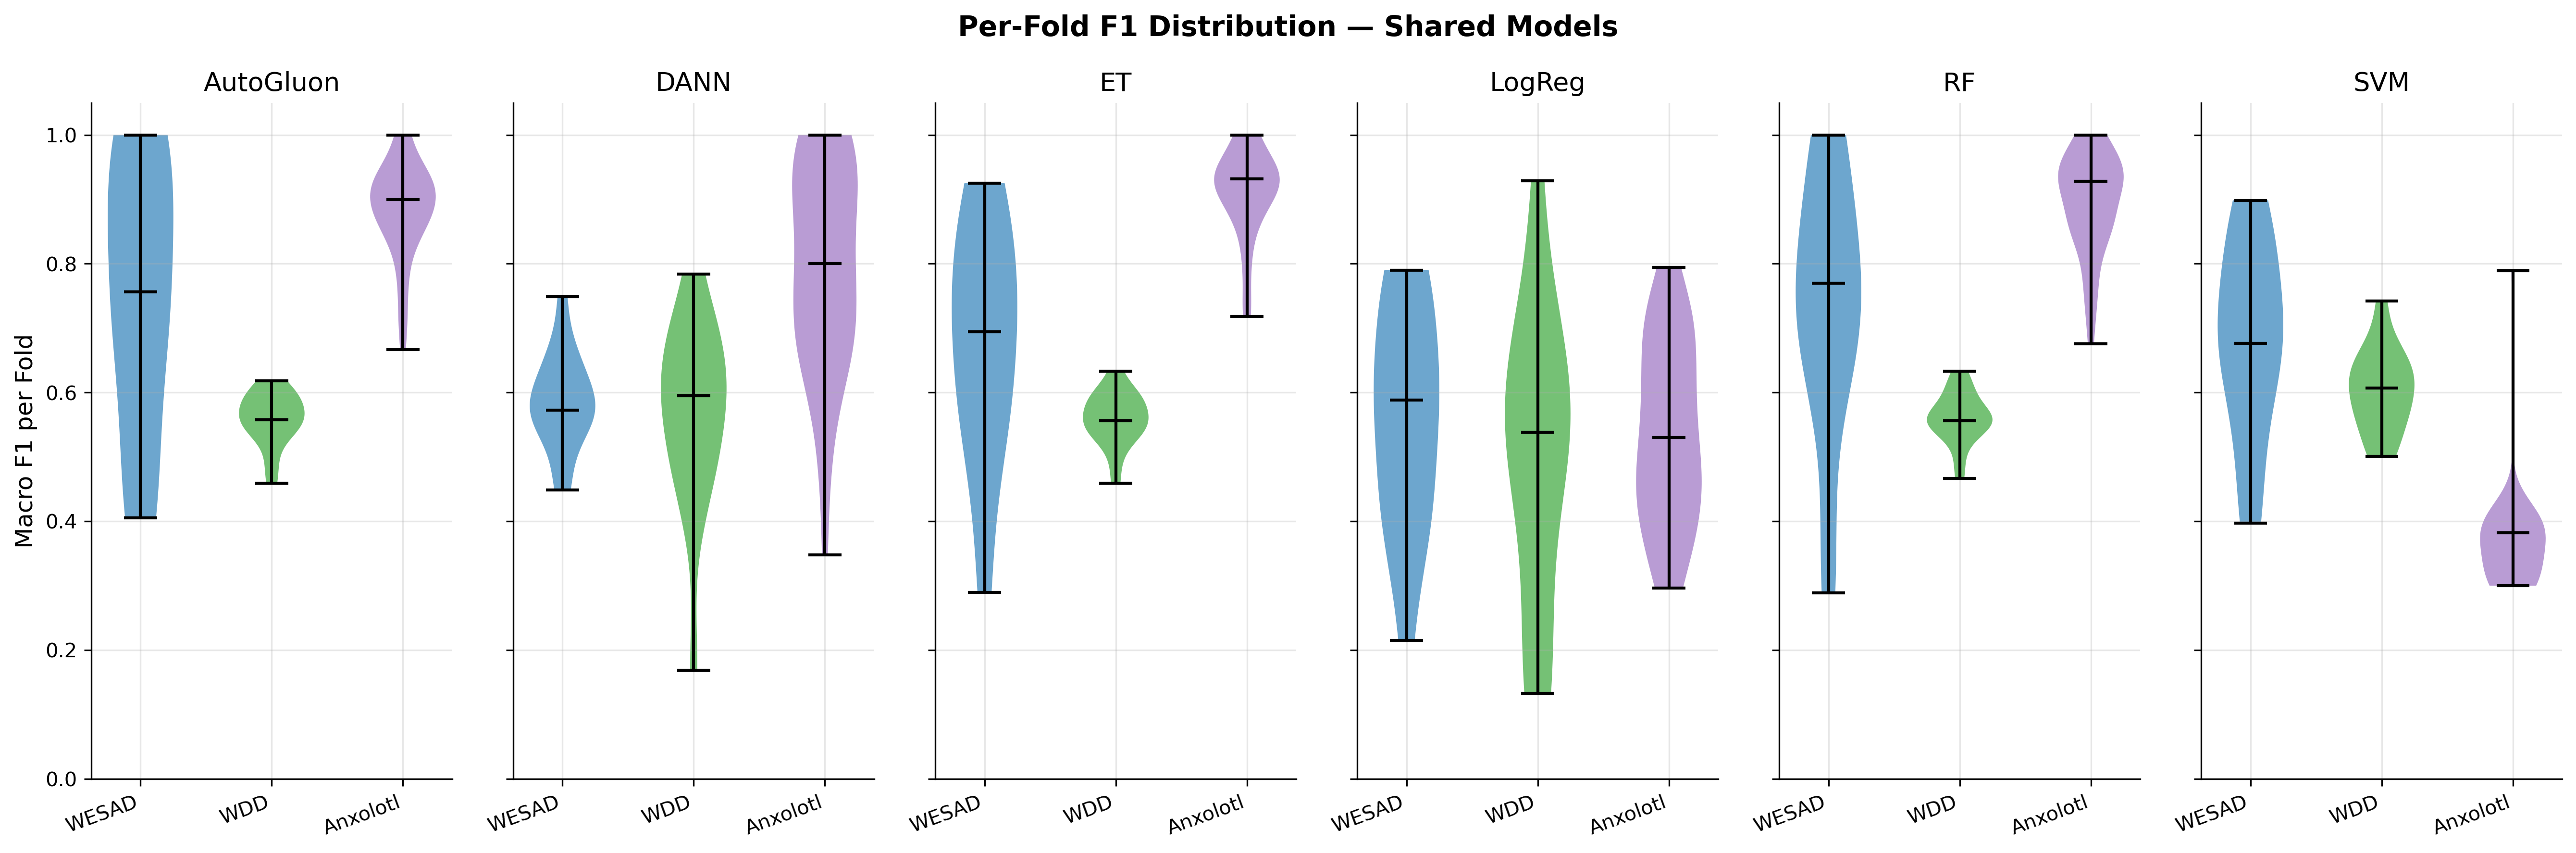 Per-Fold F1 Distribution — Shared Models
AutoGluon
DANN
ET
LogReg
RF
SVM
Macro F1 per Fold
1.0
0.8
0.6
0.4
0.2
0.0
WESAD
WDD
Anxolotl
WESAD
WDD
Anxolotl
WESAD
WDD
Anxolotl
WESAD
WDD
Anxolotl
WESAD
WDD
Anxolotl
WESAD
WDD
Anxolotl